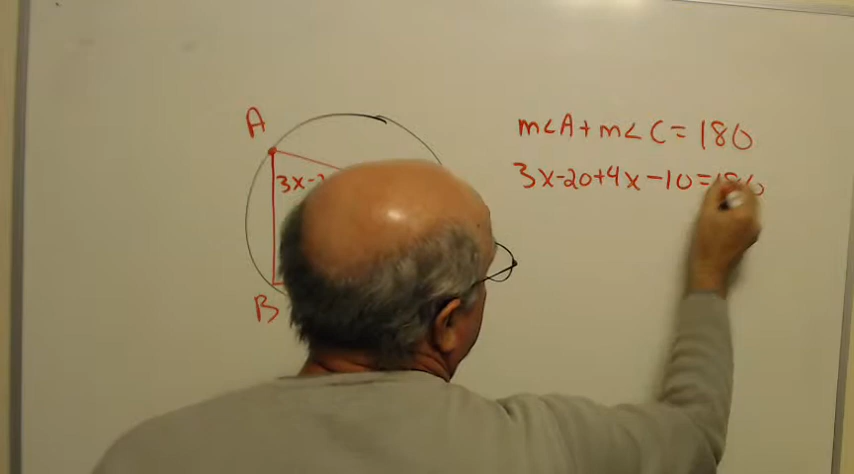 A
m∠A + m∠C = 180
3x-2
3x-20+4x-10=180
B